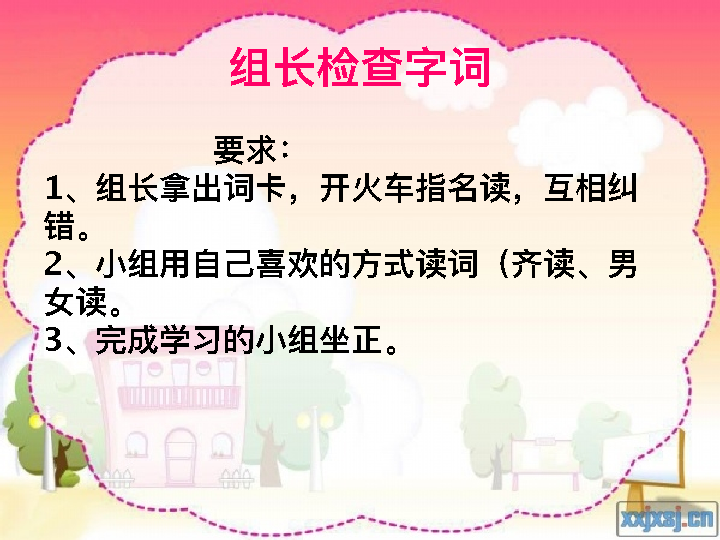 组长检查字词
要求：
1、组长拿出词卡，开火车指名读，互相纠
错。
2、小组用自己喜欢的方式读词（齐读、男
女读。
3、完成学习的小组坐正。
xxjxsj.cn